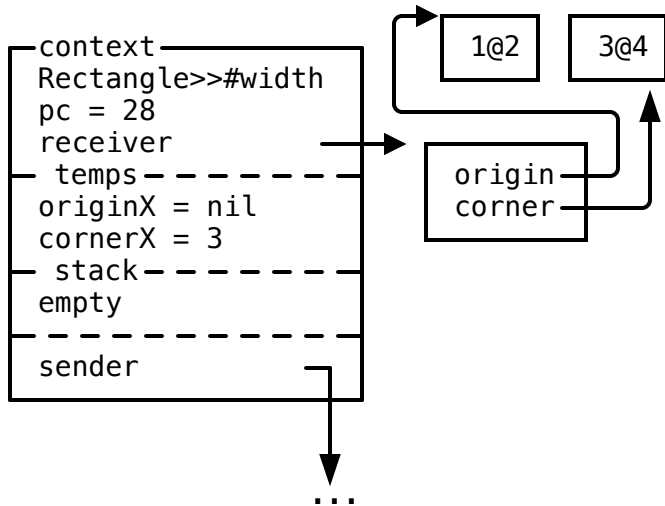 context
Rectangle>>#width
pc = 28
receiver
temps
originX = nil
cornerX = 3
stack
empty
sender
...
1@2
3@4
origin
corner